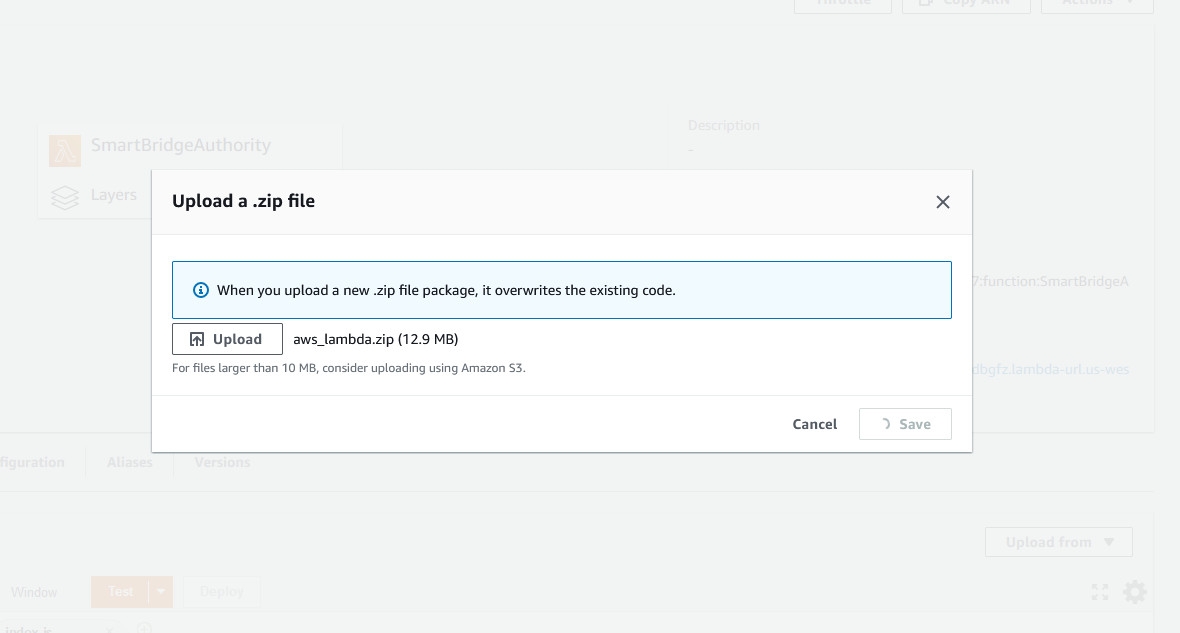 Throttle
Copy ARN
Actions
Description
-
SmartBridgeAuthority
Layers
Upload a .zip file
When you upload a new .zip file package, it overwrites the existing code.
Upload
aws_lambda.zip (12.9 MB)
For files larger than 10 MB, consider uploading using Amazon S3.
Cancel
Save
7:function:SmartBridgeA
dbgfz.lambda-url.us-wes
figuration
Aliases
Versions
Upload from
Window
Test
Deploy
index.js